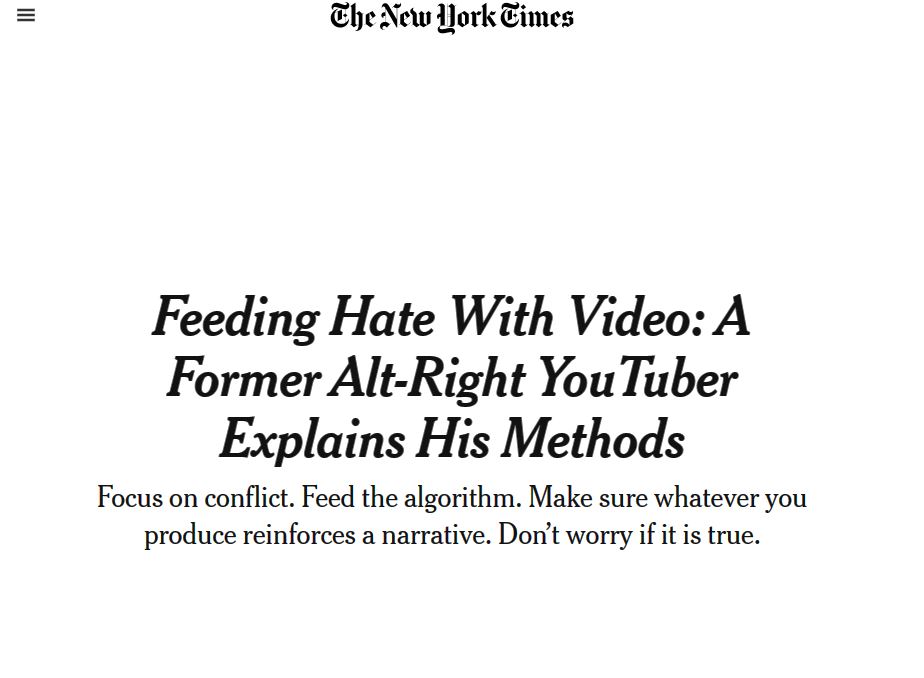 The New York Times
Feeding Hate With Video: A
Former Alt-Right YouTuber
Explains His Methods
Focus on conflict. Feed the algorithm. Make sure whatever you
produce reinforces a narrative. Don’t worry if it is true.